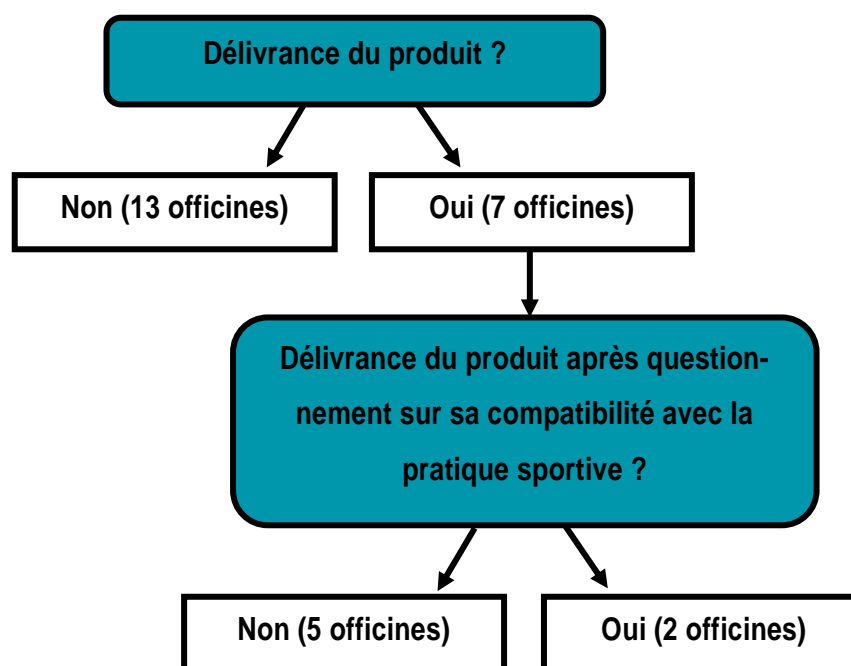 Délivrance du produit ?
Non (13 officines)
Oui (7 officines)
Délivrance du produit après question-
nement sur sa compatibilité avec la
pratique sportive ?
Non (5 officines)
Oui (2 officines)